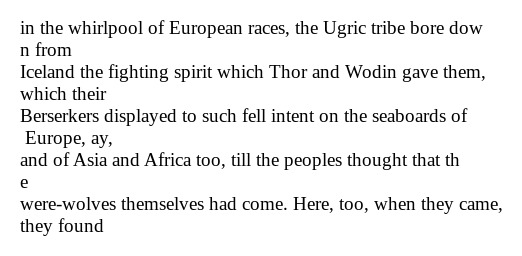 in the whirlpool of European races, the Ugric tribe bore dow
n from
Iceland the fighting spirit which Thor and Wodin gave them,
which their
Berserkers displayed to such fell intent on the seaboards of
Europe, ay,
and of Asia and Africa too, till the peoples thought that th
e
were-wolves themselves had come. Here, too, when they came,
they found